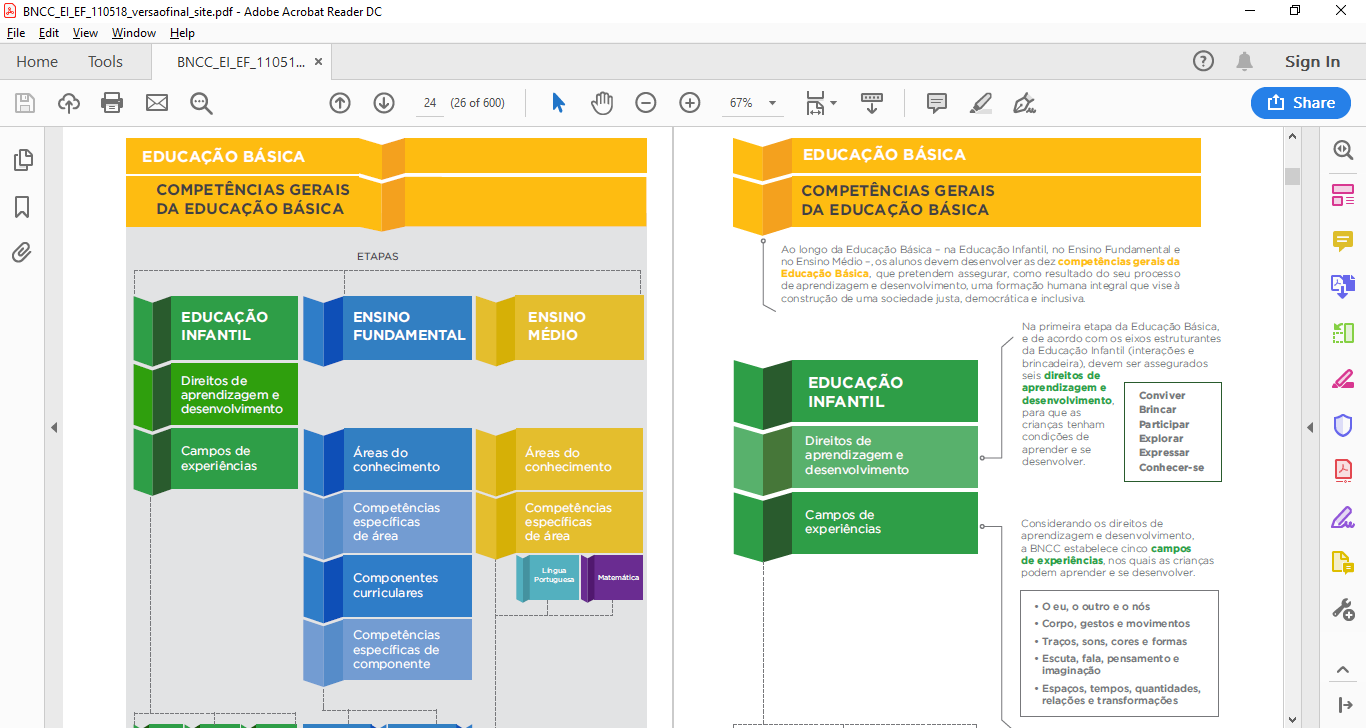 BNCC_EI_EF_110518_versaofinal_site.pdf - Adobe Acrobat Reader DC
File Edit View Window Help
Home Tools BNCC_EI_EF_11051... × Sign In
24 (26 of 600) 67% Share
EDUCAÇÃO BÁSICA
COMPETÊNCIAS GERAIS
DA EDUCAÇÃO BÁSICA
ETAPAS
EDUCAÇÃO
INFANTIL
Direitos de
aprendizagem e
desenvolvimento
Campos de
experiências
ENSINO
FUNDAMENTAL
Áreas do
conhecimento
Competências
específicas
de área
Componentes
curriculares
Competências
específicas de
componente
ENSINO
MÉDIO
Áreas do
conhecimento
Competências
específicas
de área
Língua
Portuguesa
Matemática
EDUCAÇÃO BÁSICA
COMPETÊNCIAS GERAIS
DA EDUCAÇÃO BÁSICA
Ao longo da Educação Básica – na Educação Infantil, no Ensino Fundamental e
no Ensino Médio –, os alunos devem desenvolver as dez competências gerais da
Educação Básica, que pretendem assegurar, como resultado do seu processo
de aprendizagem e desenvolvimento, uma formação humana integral que vise à
construção de uma sociedade justa, democrática e inclusiva.
EDUCAÇÃO
INFANTIL
Direitos de
aprendizagem e
desenvolvimento
Campos de
experiências
Na primeira etapa da Educação Básica,
e de acordo com os eixos estruturantes
da Educação Infantil (interações e
brincadeira), devem ser assegurados
seis direitos de
aprendizagem e
desenvolvimento,
para que as
crianças tenham
condições de
aprender e se
desenvolver.
Conviver
Brincar
Participar
Explorar
Expressar
Conhecer-se
Considerando os direitos de
aprendizagem e desenvolvimento,
a BNCC estabelece cinco campos
de experiências, nos quais as crianças
podem aprender e se desenvolver.
• O eu, o outro e o nós
• Corpo, gestos e movimentos
• Traços, sons, cores e formas
• Escuta, fala, pensamento e
imaginação
• Espaços, tempos, quantidades,
relações e transformações